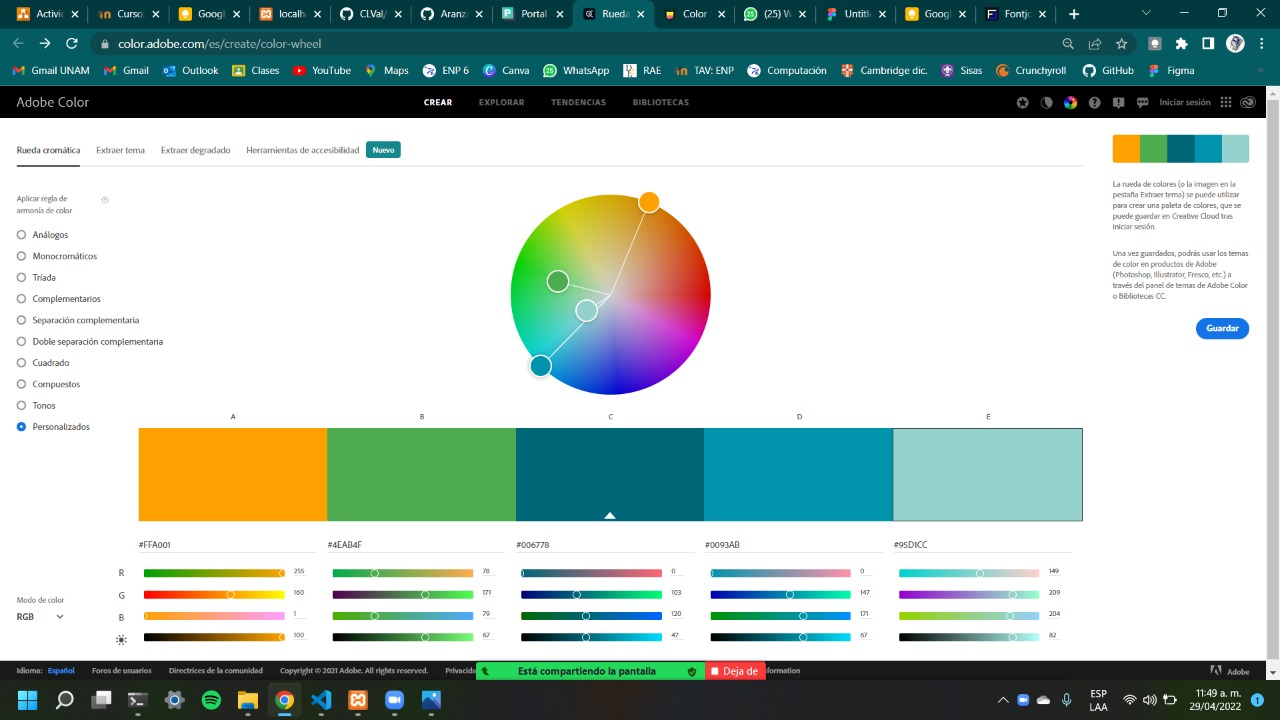 Activic
Curso:
Google
localho
CLVal/
Aranz
Portal
Rueda
Color
(25) W
Untitle
Google
Fontjo
color.adobe.com/es/create/color-wheel
Gmail UNAM
Gmail
Outlook
Clases
YouTube
Maps
ENP 6
Canva
WhatsApp
RAE
TAV: ENP
Computación
Cambridge dic.
Sisas
Crunchyroll
GitHub
Figma
»
Adobe Color
CREAR
EXPLORAR
TENDENCIAS
BIBLIOTECAS
Iniciar sesión
Rueda cromática
Extraer tema
Extraer degradado
Herramientas de accesibilidad
Nuevo
Aplicar regla de
armonía de color
Análogos
Monocromáticos
Tríada
Complementarios
Separación complementaria
Doble separación complementaria
Cuadrado
Compuestos
Tonos
Personalizados
La rueda de colores (o la imagen en la
pestaña Extraer tema) se puede utilizar
para crear una paleta de colores, que se
puede guardar en Creative Cloud tras
iniciar sesión.
Una vez guardados, podrás usar los temas
de color en productos de Adobe
(Photoshop, Illustrator, Fresco, etc.) a
través del panel de temas de Adobe Color
o Bibliotecas CC.
Guardar
A B C D E
#FFA001 #4EAB4F #006778 #0093AB #95D1CC
R 255 78 0 0 149
G 160 171 103 147 209
B 1 79 120 171 204
100 67 47 67 82
Modo de color
RGB
Idioma: Español
Foros de usuarios
Directrices de la comunidad
Copyright © 2021 Adobe. All rights reserved.
Privacida
Está compartiendo la pantalla
Deja de
ormation
Adobe
ESP
LAA
11:49 a. m.
29/04/2022
1